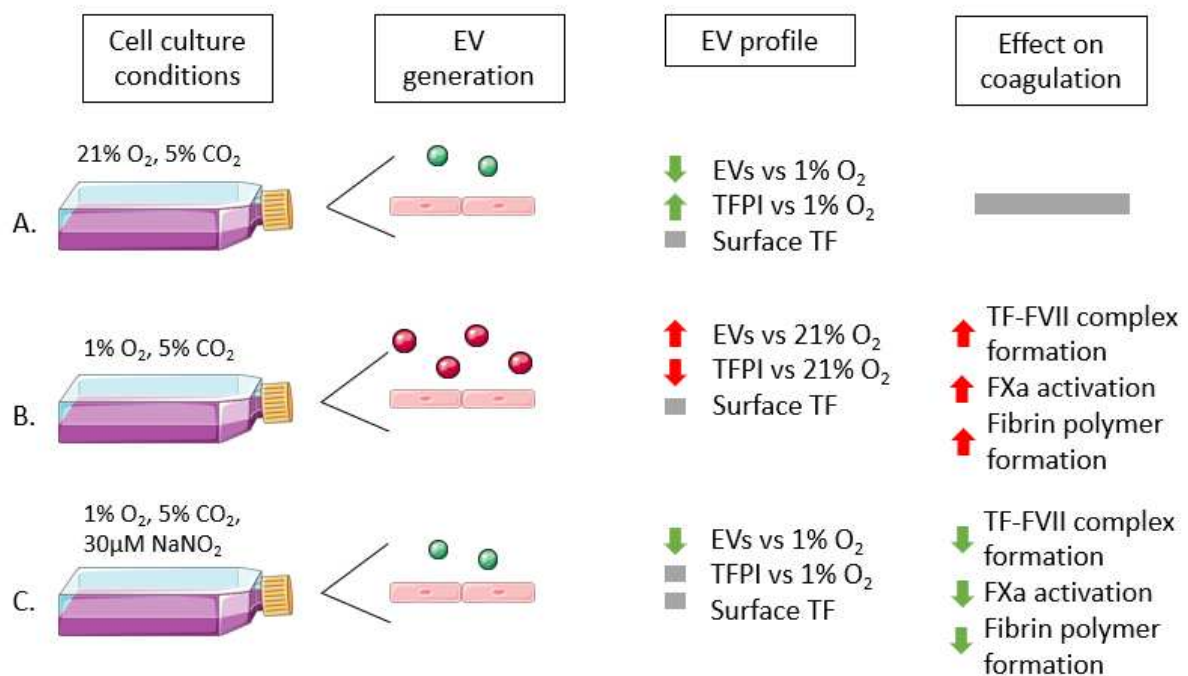 Cell culture
conditions
EV
generation
EV profile
Effect on
coagulation
A.
21% O₂, 5% CO₂
EVs vs 1% O₂
TFPI vs 1% O₂
Surface TF
B.
1% O₂, 5% CO₂
EVs vs 21% O₂
TFPI vs 21% O₂
Surface TF
TF-FVII complex
formation
FXa activation
Fibrin polymer
formation
C.
1% O₂, 5% CO₂,
30µM NaNO₂
EVs vs 1% O₂
TFPI vs 1% O₂
Surface TF
TF-FVII complex
formation
FXa activation
Fibrin polymer
formation